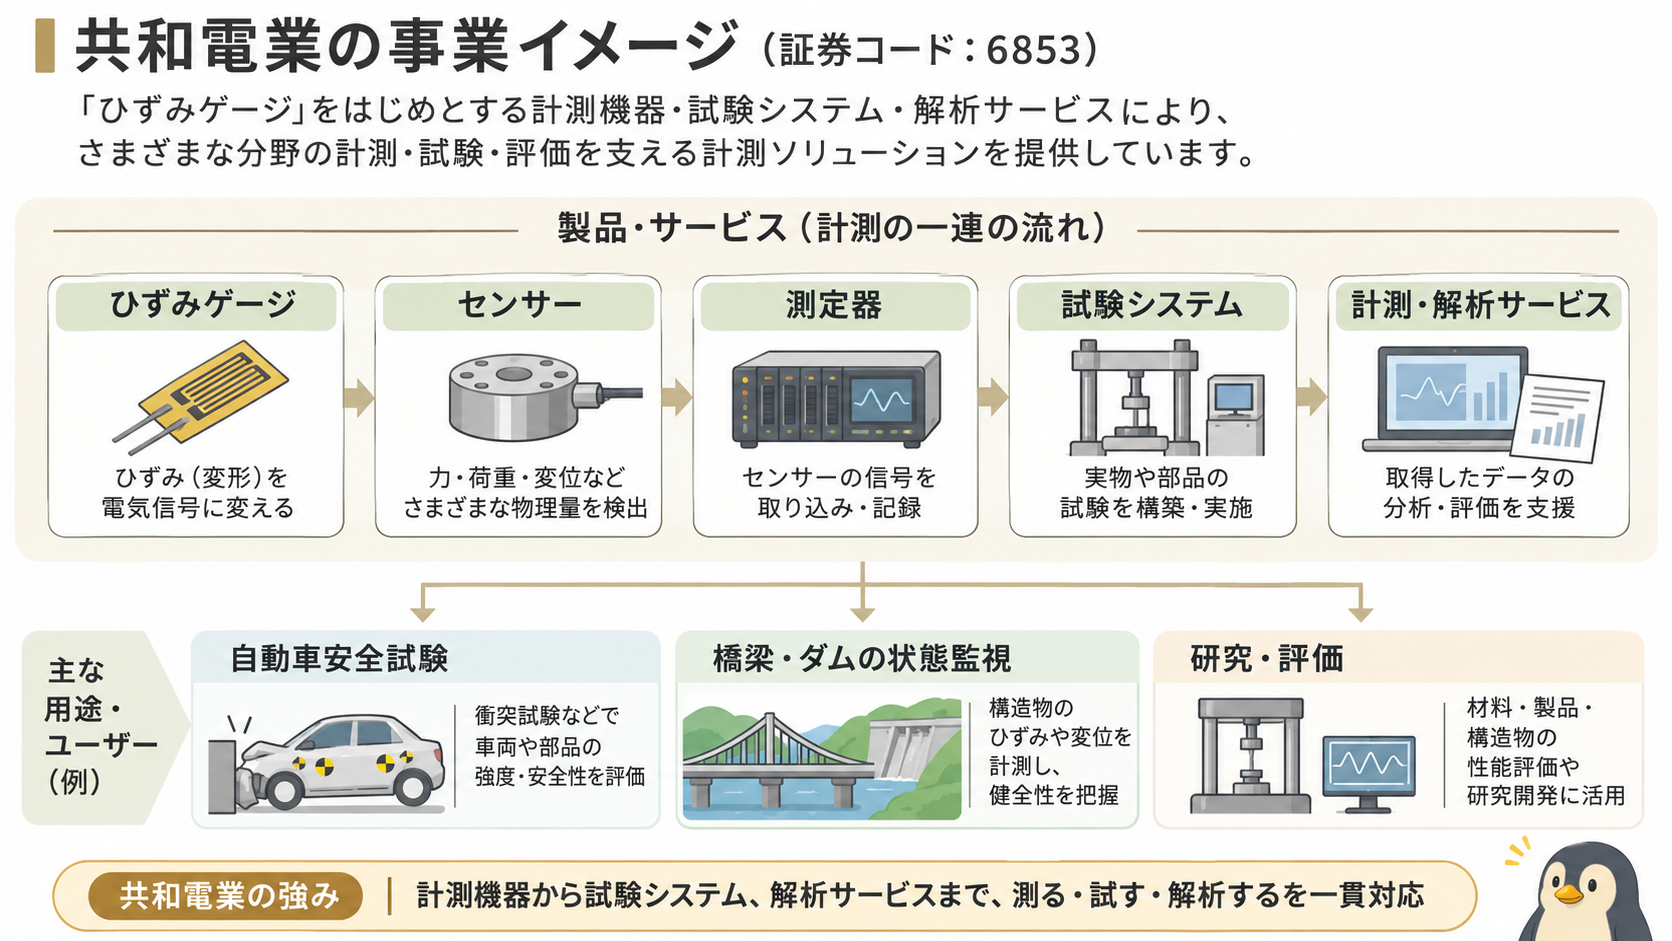 共和電業の事業イメージ（証券コード：6853）
「ひずみゲージ」をはじめとする計測機器・試験システム・解析サービスにより、
さまざまな分野の計測・試験・評価を支える計測ソリューションを提供しています。
製品・サービス（計測の一連の流れ）
ひずみゲージ
ひずみ（変形）を
電気信号に変える
センサー
力・荷重・変位など
さまざまな物理量を検出
測定器
センサーの信号を
取り込み・記録
試験システム
実物や部品の
試験を構築・実施
計測・解析サービス
取得したデータの
分析・評価を支援
主な
用途・
ユーザー
（例）
自動車安全試験
衝突試験などで
車両や部品の
強度・安全性を評価
橋梁・ダムの状態監視
構造物の
ひずみや変位を
計測し、
健全性を把握
研究・評価
材料・製品・
構造物の
性能評価や
研究開発に活用
共和電業の強み
計測機器から試験システム、解析サービスまで、測る・試す・解析するを一貫対応